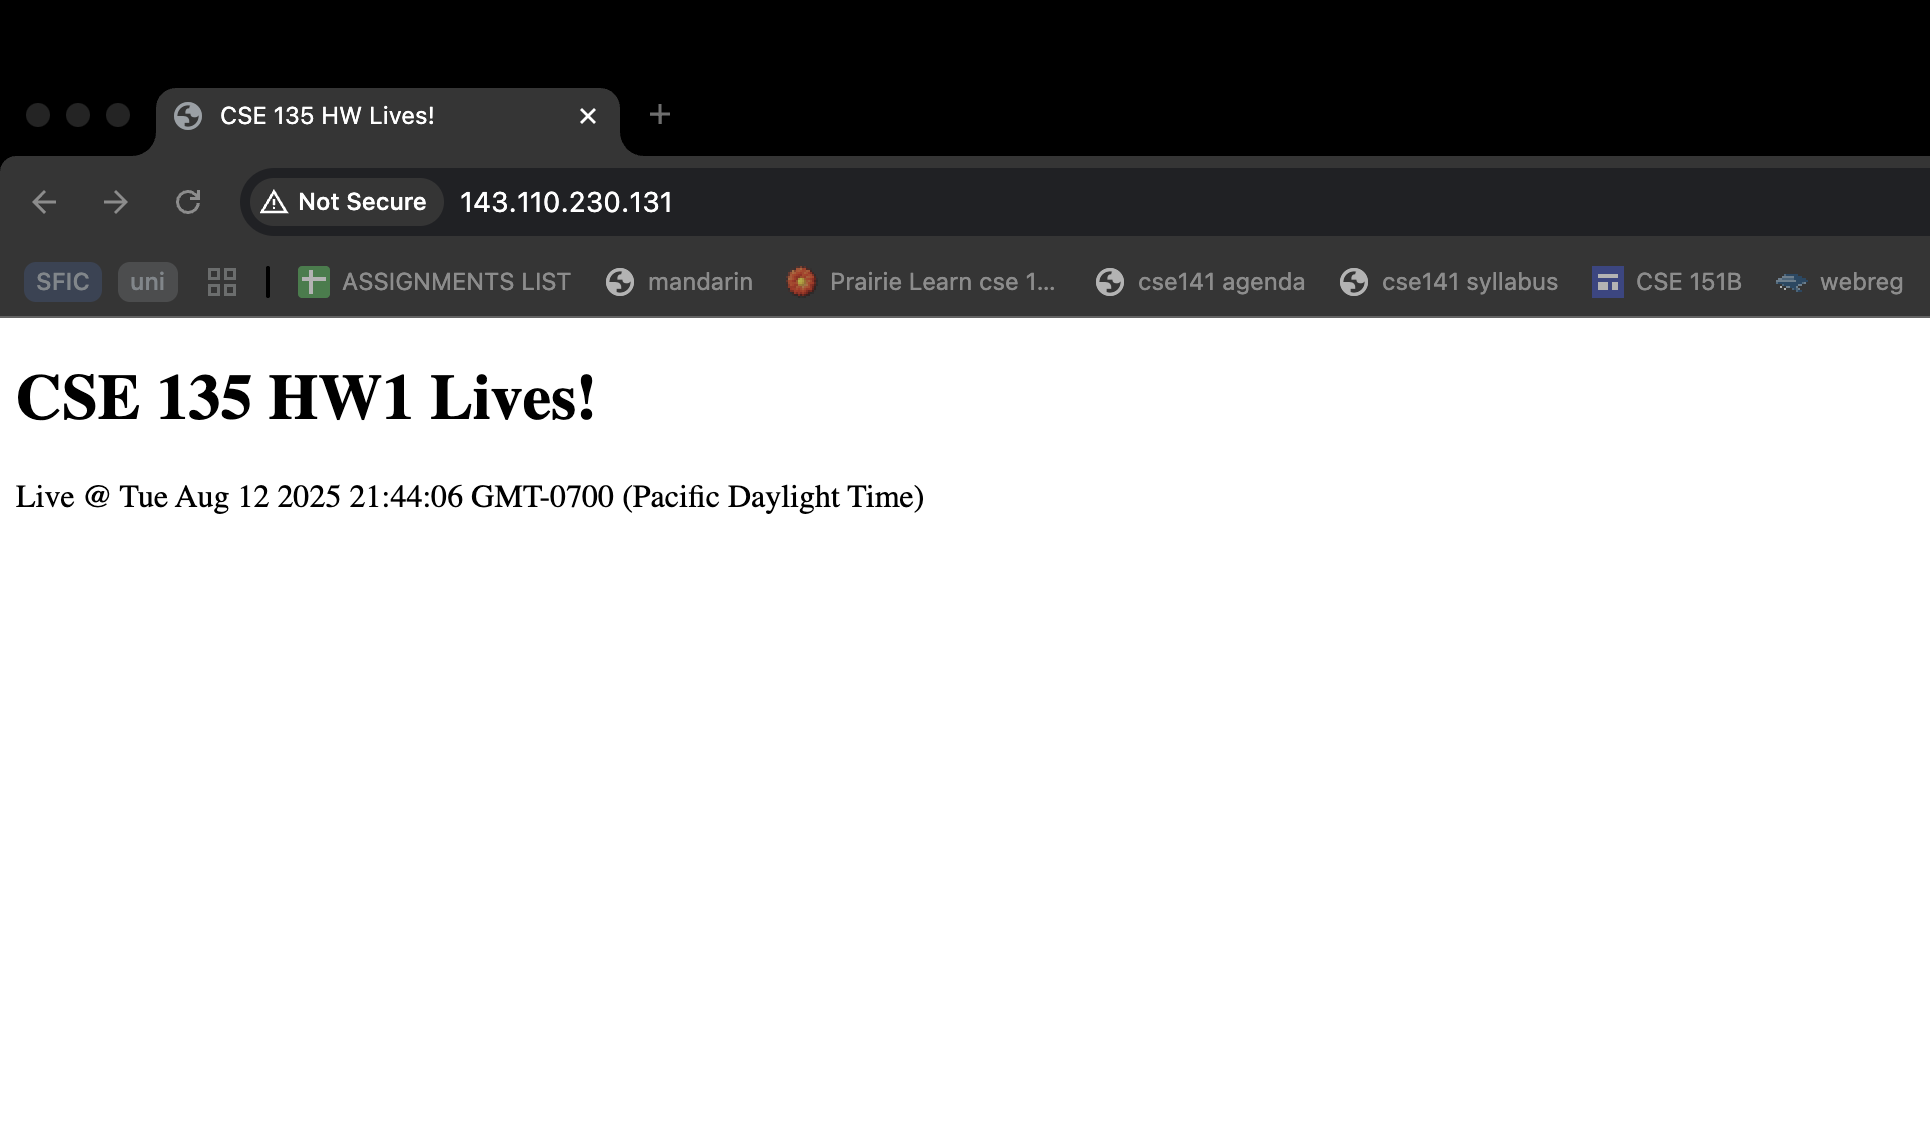 CSE 135 HW Lives!
Not Secure 143.110.230.131
SFIC uni ASSIGNMENTS LIST mandarin Prairie Learn cse 1... cse141 agenda cse141 syllabus CSE 151B webreg
CSE 135 HW1 Lives!
Live @ Tue Aug 12 2025 21:44:06 GMT-0700 (Pacific Daylight Time)